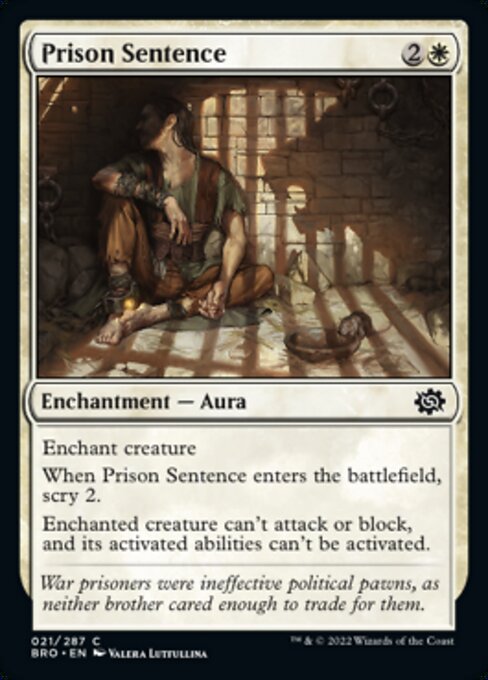 Prison Sentence 2
Enchantment — Aura
Enchant creature
When Prison Sentence enters the battlefield,
scry 2.
Enchanted creature can't attack or block,
and its activated abilities can't be activated.
War prisoners were ineffective political pawns, as
neither brother cared enough to trade for them.
021/287 C
BRO • EN VALERA LUTFULLINA
™ & © 2022 Wizards of the Coast